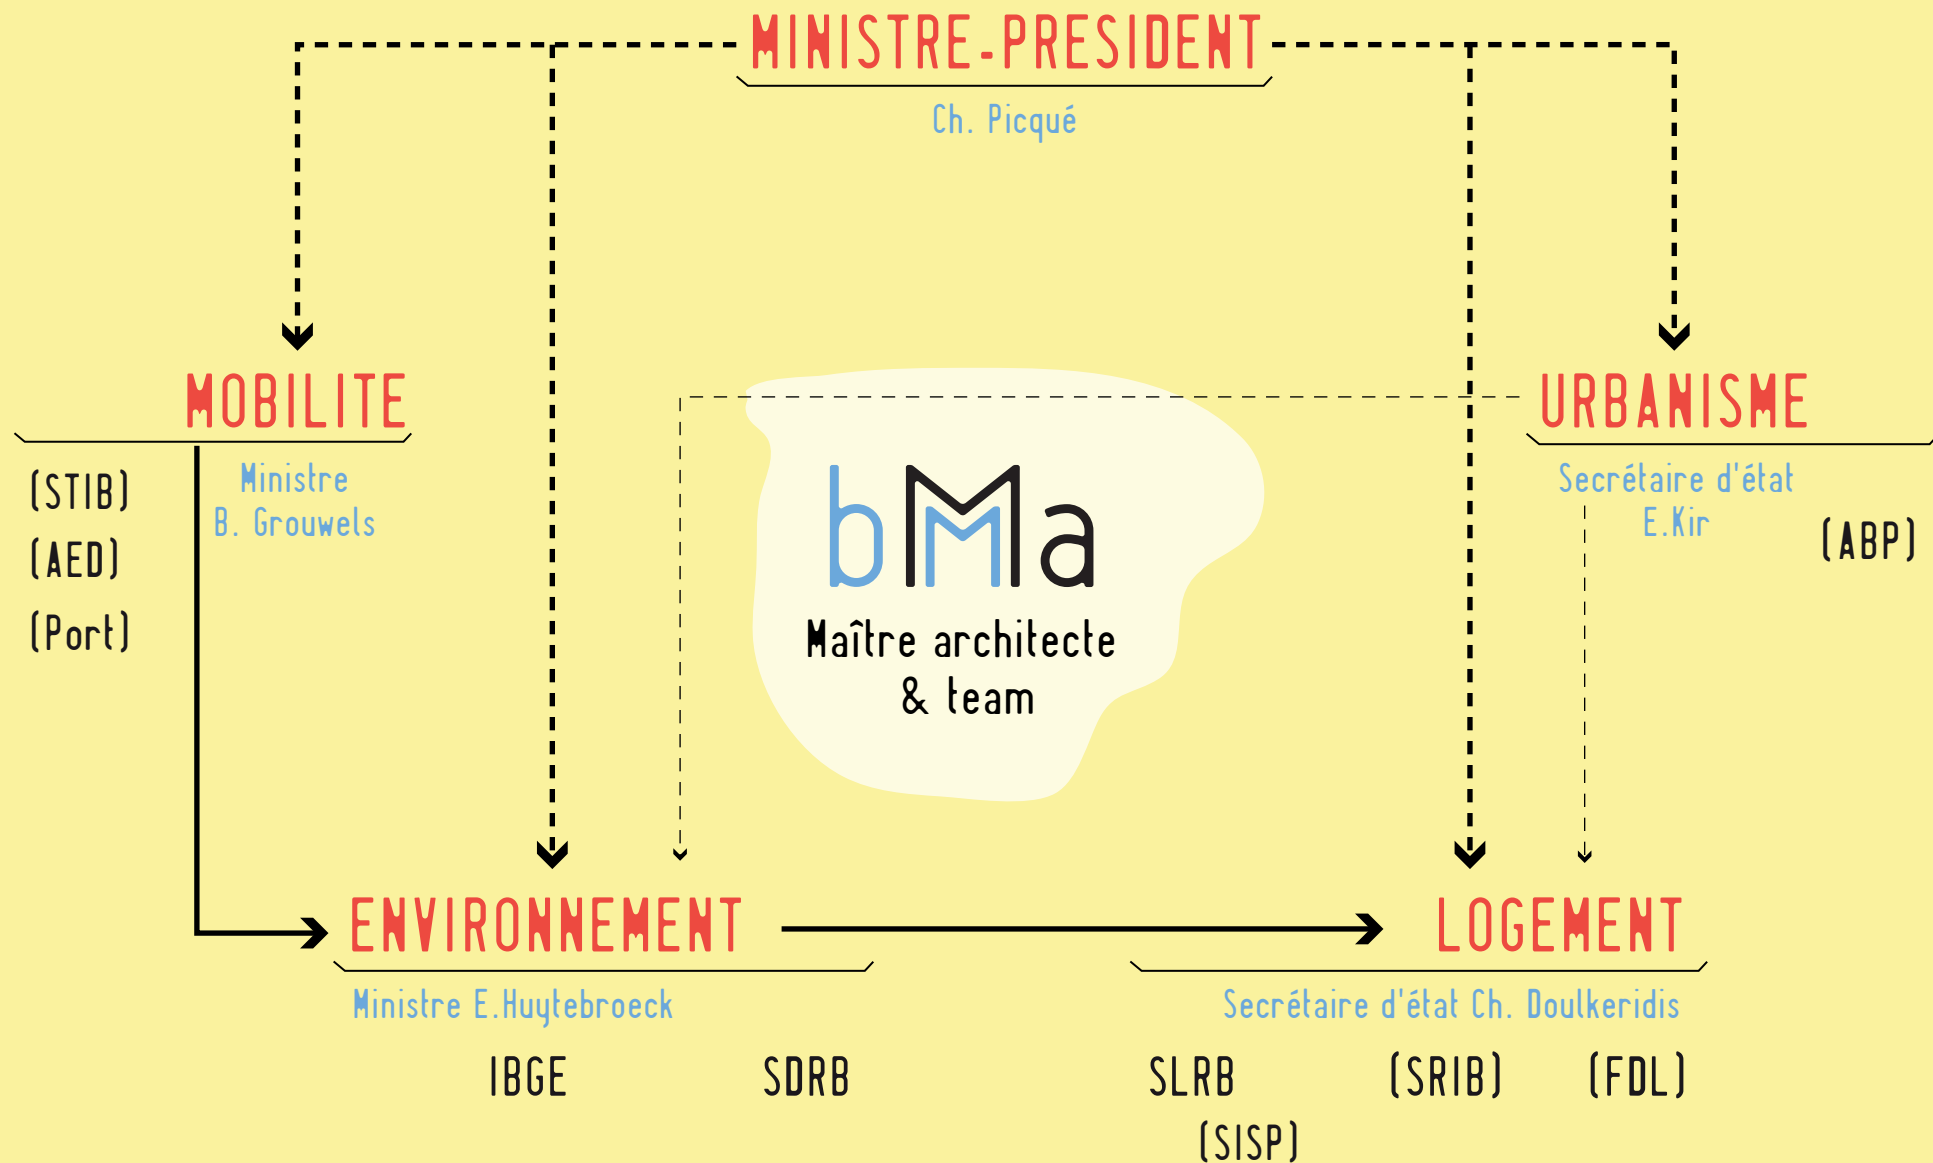 MINISTRE-PRESIDENT
Ch. Picqué
MOBILITE
Ministre
B. Grouwels
(STIB)
(AED)
(Port)
URBANISME
Secrétaire d'état
E.Kir
(ABP)
bMa
Maître architecte
& team
ENVIRONNEMENT
Ministre E.Huytebroeck
IBGE SDRB
LOGEMENT
Secrétaire d'état Ch. Doulkeridis
SLRB (SRIB) (FDL)
(SISP)